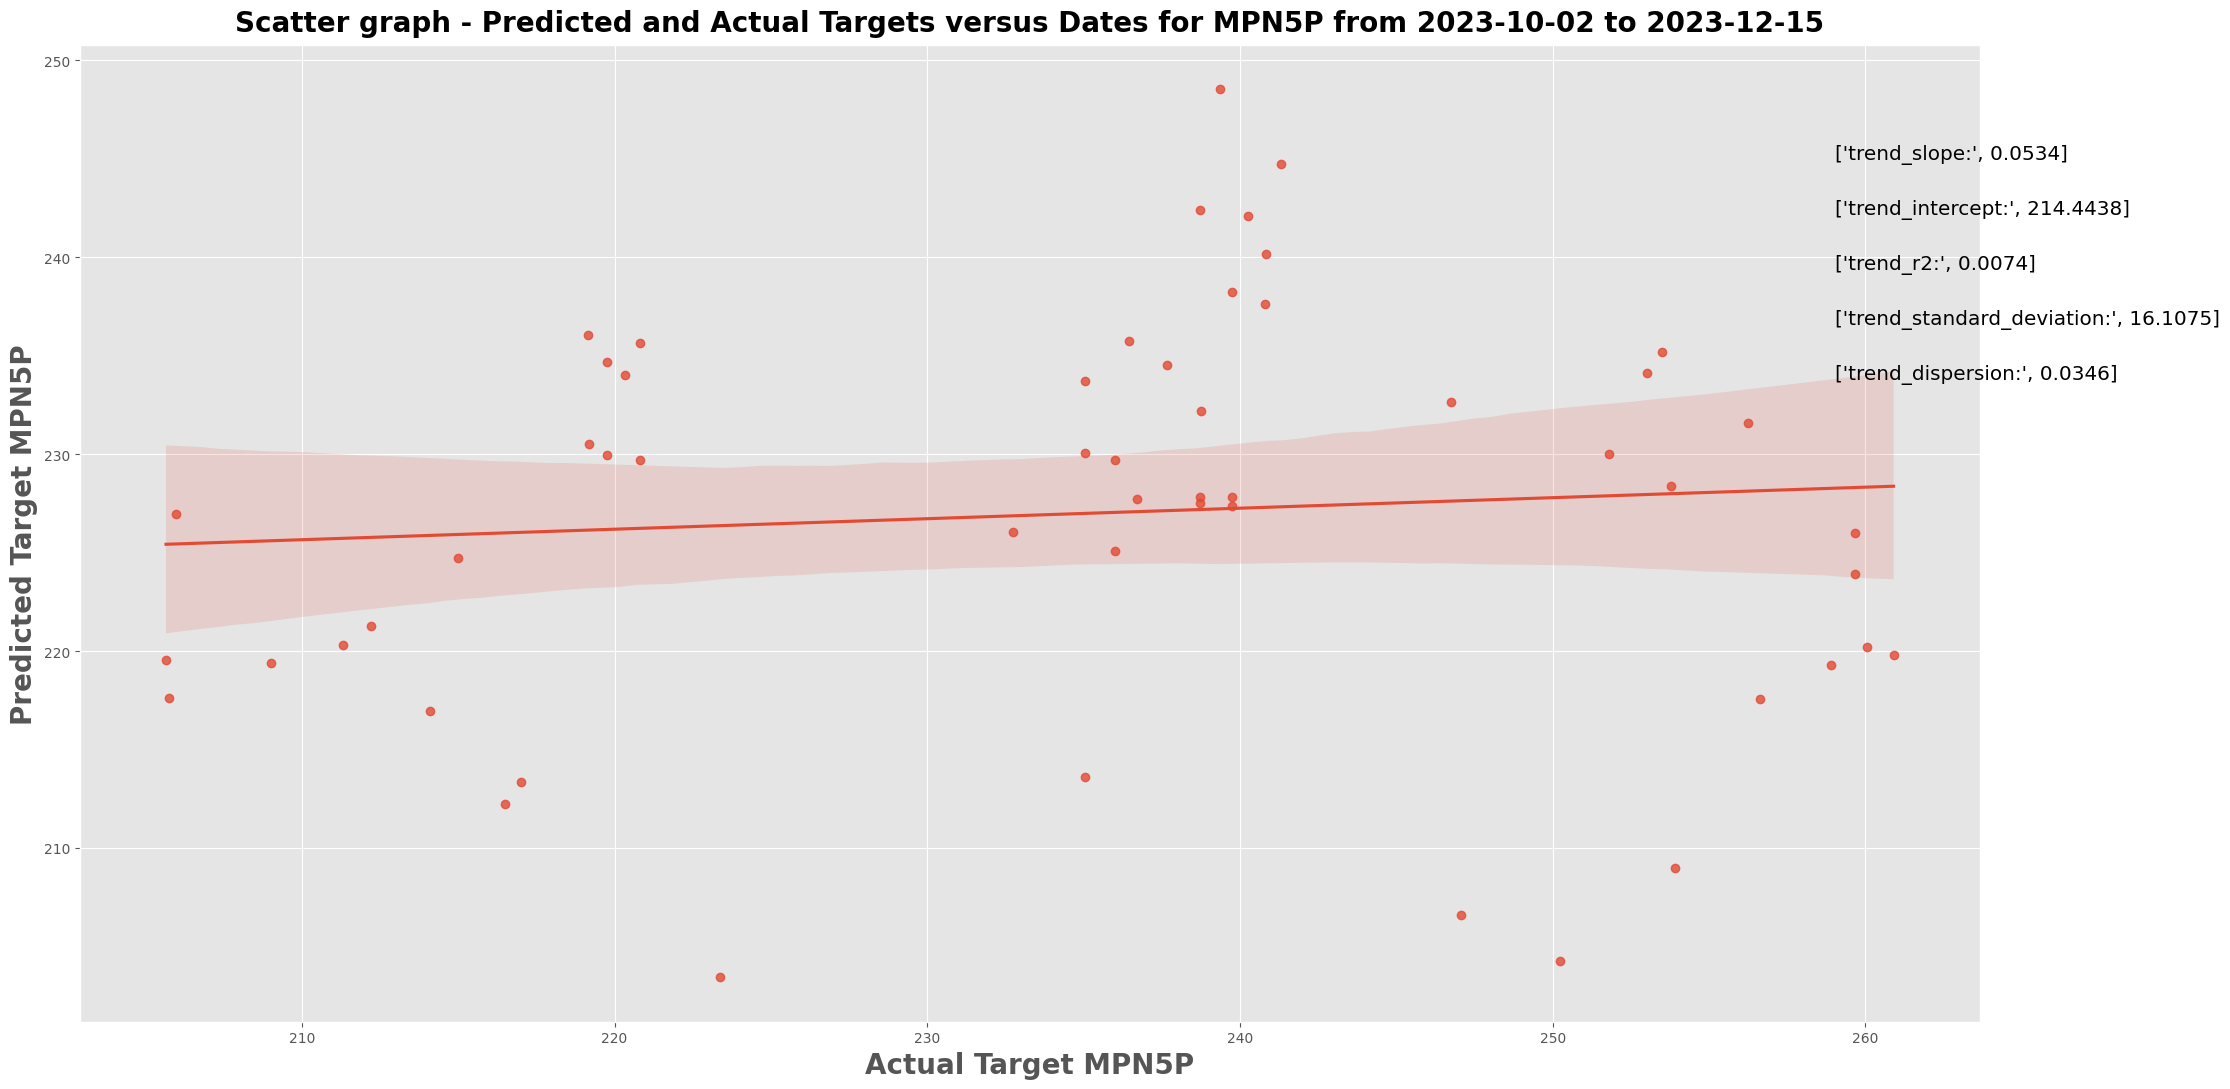 Scatter graph - Predicted and Actual Targets versus Dates for MPN5P from 2023-10-02 to 2023-12-15
250
240
230
220
210
Predicted Target MPN5P
['trend_slope:', 0.0534]
['trend_intercept:', 214.4438]
['trend_r2:', 0.0074]
['trend_standard_deviation:', 16.1075]
['trend_dispersion:', 0.0346]
210
220
230
240
250
260
Actual Target MPN5P